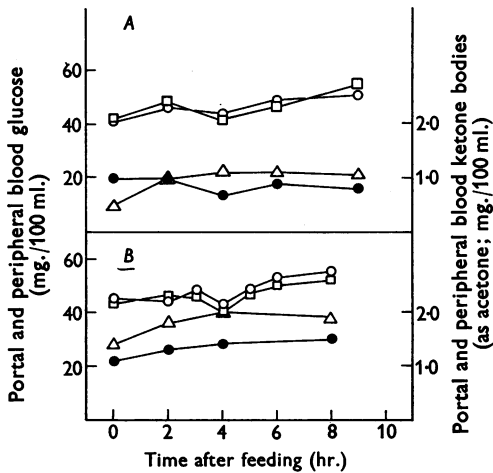 A
Portal and peripheral blood glucose
(mg./100 ml.)
60
40
20
2·0
1·0
Portal and peripheral blood ketone bodies
(as acetone; mg./100 ml.)
B
60
40
20
2·0
1·0
0 2 4 6 8 10
Time after feeding (hr.)